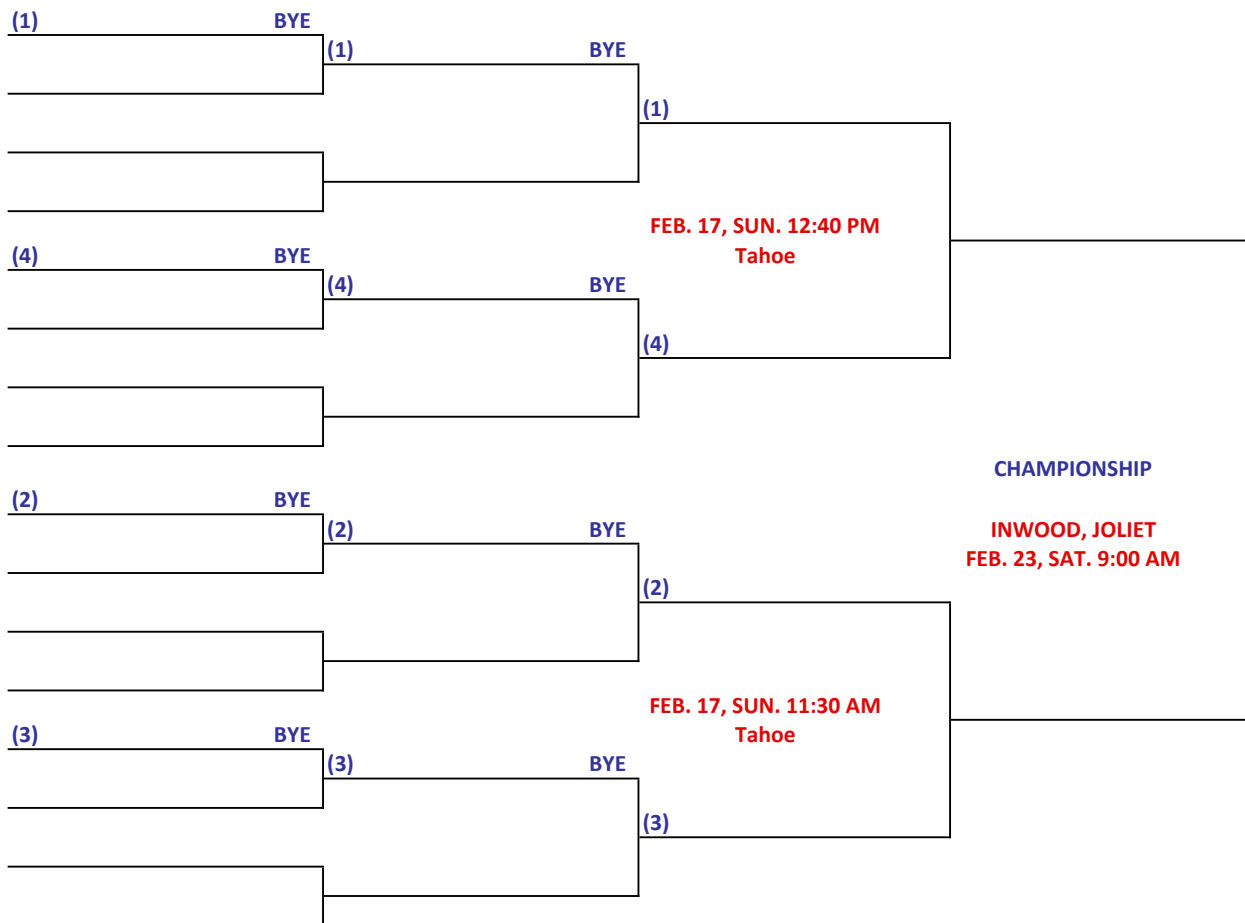 (1) BYE
(1) BYE
(1)
FEB. 17, SUN. 12:40 PM
Tahoe
(4) BYE
(4) BYE
(4)
CHAMPIONSHIP
(2) BYE
(2) BYE
INWOOD, JOLIET
FEB. 23, SAT. 9:00 AM
(2)
FEB. 17, SUN. 11:30 AM
Tahoe
(3) BYE
(3) BYE
(3)